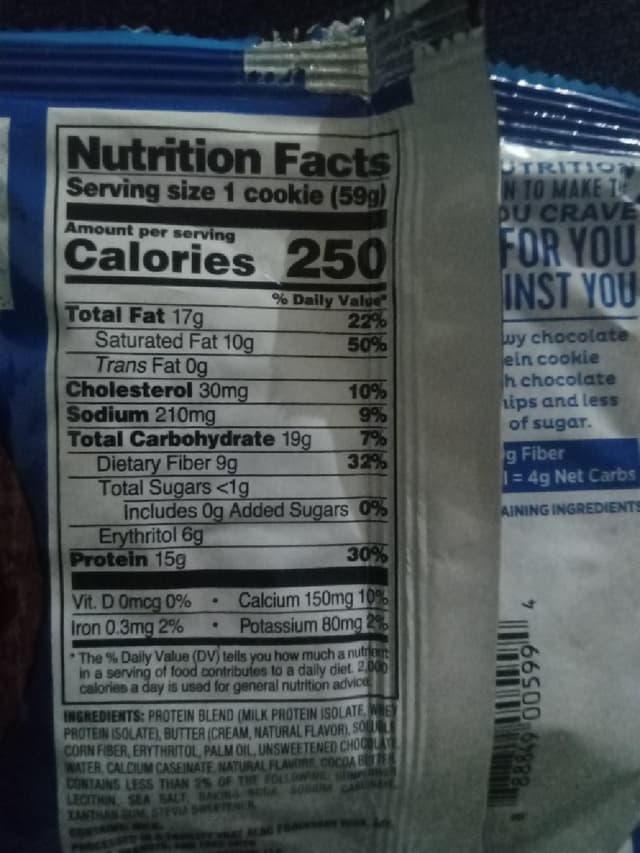 Nutrition Facts
Serving size 1 cookie (59g)
Amount per serving
Calories 250
% Daily Value*
Total Fat 17g 22%
Saturated Fat 10g 50%
Trans Fat 0g
Cholesterol 30mg 10%
Sodium 210mg 9%
Total Carbohydrate 19g 7%
Dietary Fiber 9g 32%
Total Sugars <1g
Includes 0g Added Sugars 0%
Erythritol 6g
Protein 15g 30%
Vit. D 0mcg 0% • Calcium 150mg 10%
Iron 0.3mg 2% • Potassium 80mg 2%
* The % Daily Value (DV) tells you how much a nutrient
in a serving of food contributes to a daily diet. 2,000
calories a day is used for general nutrition advice.
INGREDIENTS: PROTEIN BLEND (MILK PROTEIN ISOLATE, WHEY
PROTEIN ISOLATE), BUTTER (CREAM, NATURAL FLAVOR), SOLUBLE
CORN FIBER, ERYTHRITOL, PALM OIL, UNSWEETENED CHOCOLATE,
WATER, CALCIUM CASEINATE, NATURAL FLAVORS, COCOA BUTTER.
CONTAINS LESS THAN 2% OF THE FOLLOWING:
LECITHIN, SEA SALT, BAKING SODA, SODIUM
XANTHAN GUM, STEVIA SWEETENER.
UTRITION
N TO MAKE
OU CRAVE
FOR YOU
INST YOU
wy chocolate
ein cookie
h chocolate
hips and less
of sugar.
g Fiber
= 4g Net Carbs
AINING INGREDIENTS
88849 00599 4